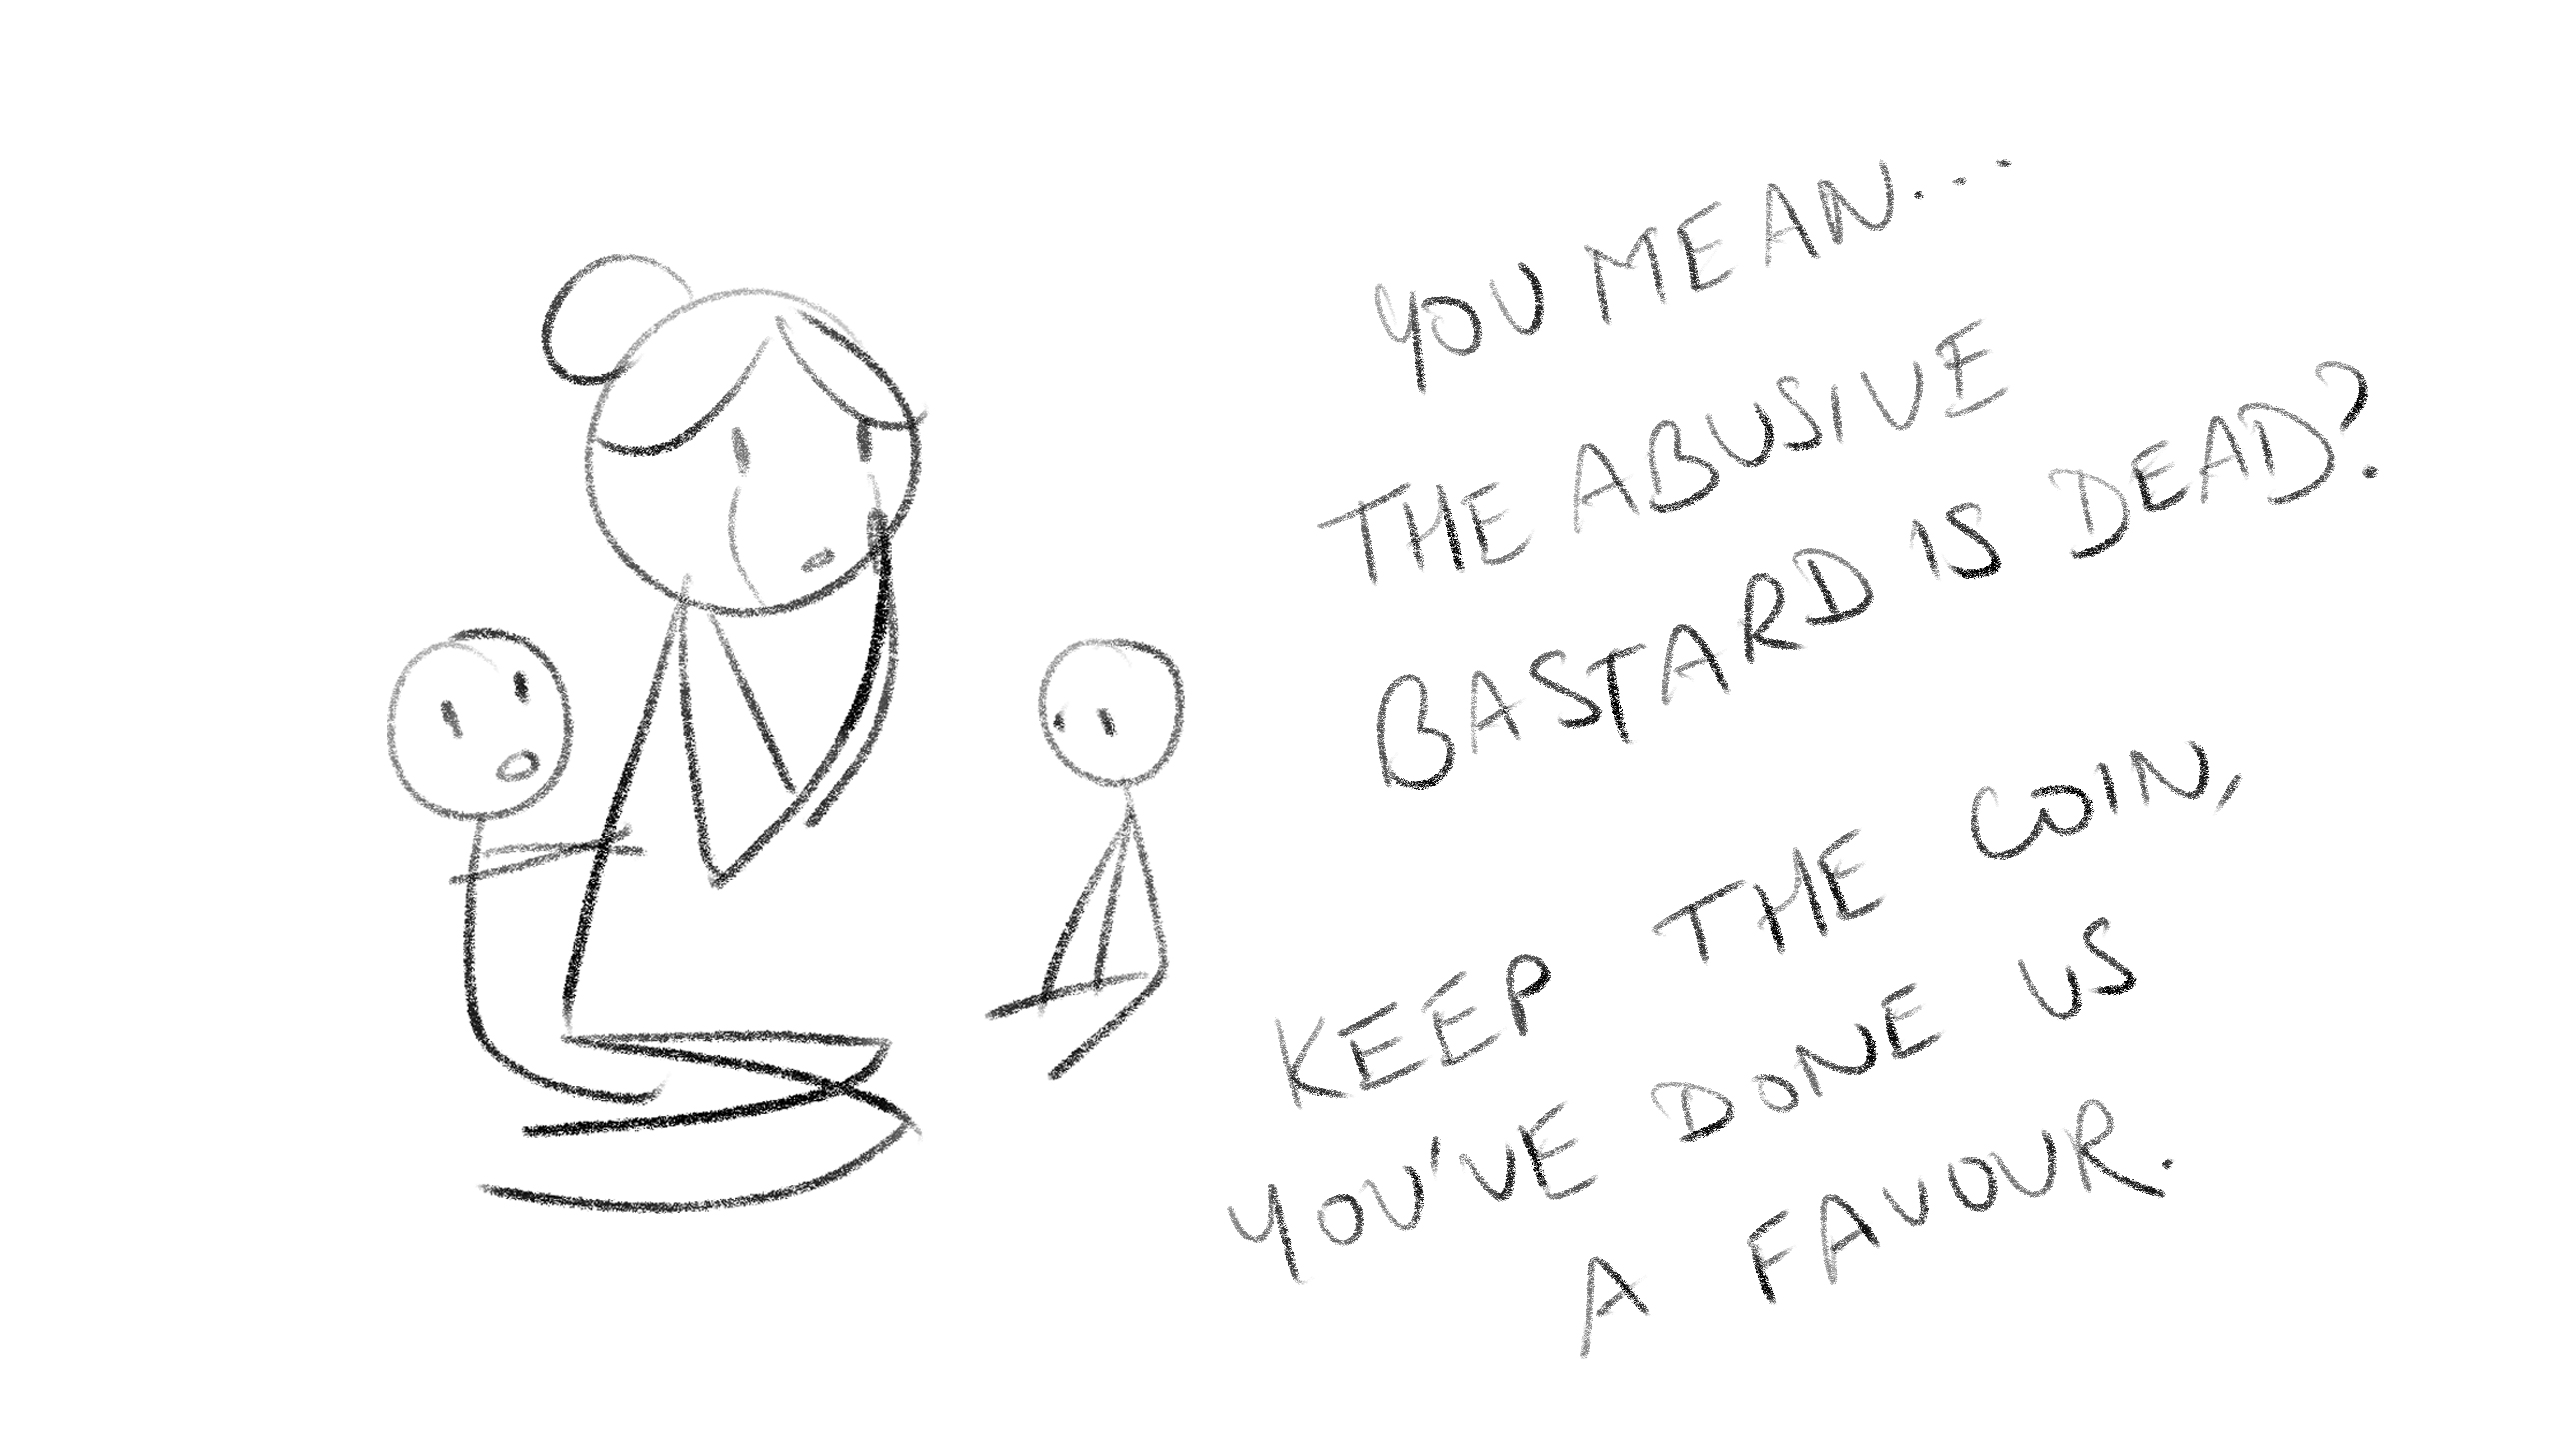 YOU MEAN...
THE ABUSIVE
BASTARD IS DEAD?
KEEP THE COIN,
YOU'VE DONE US
A FAVOUR.